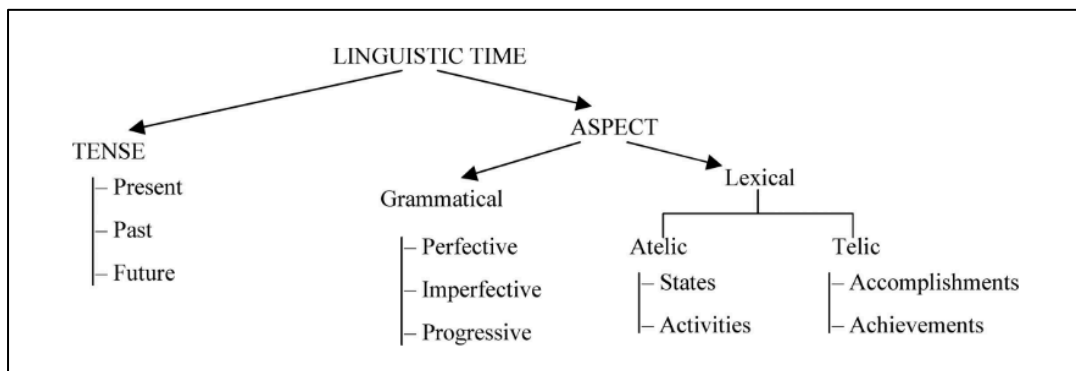 LINGUISTIC TIME
TENSE
– Present
– Past
– Future
ASPECT
Grammatical
– Perfective
– Imperfective
– Progressive
Lexical
Atelic
– States
– Activities
Telic
– Accomplishments
– Achievements